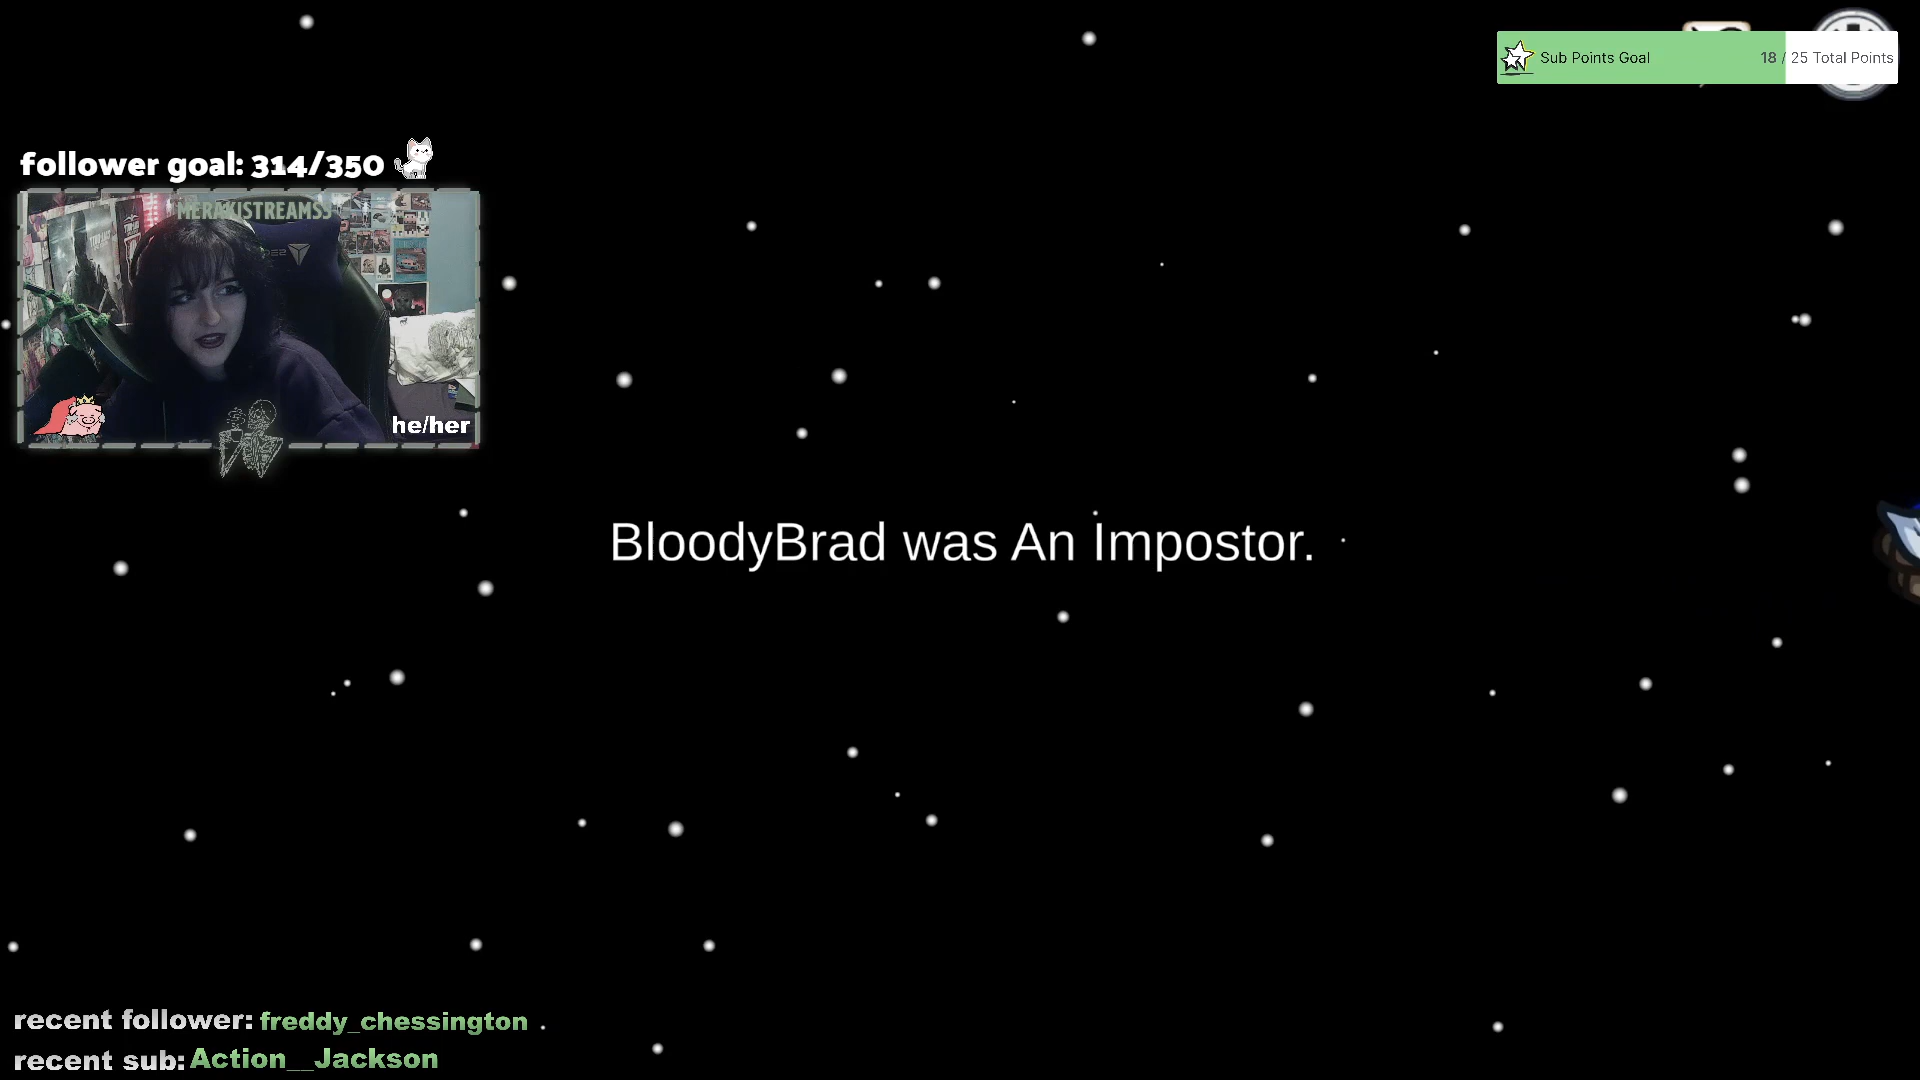 Sub Points Goal 18 / 25 Total Points
follower goal: 314/350
MERAKISTREAMSS
he/her
BloodyBrad was An Impostor.
recent follower: freddy_chessington
recent sub: Action__Jackson